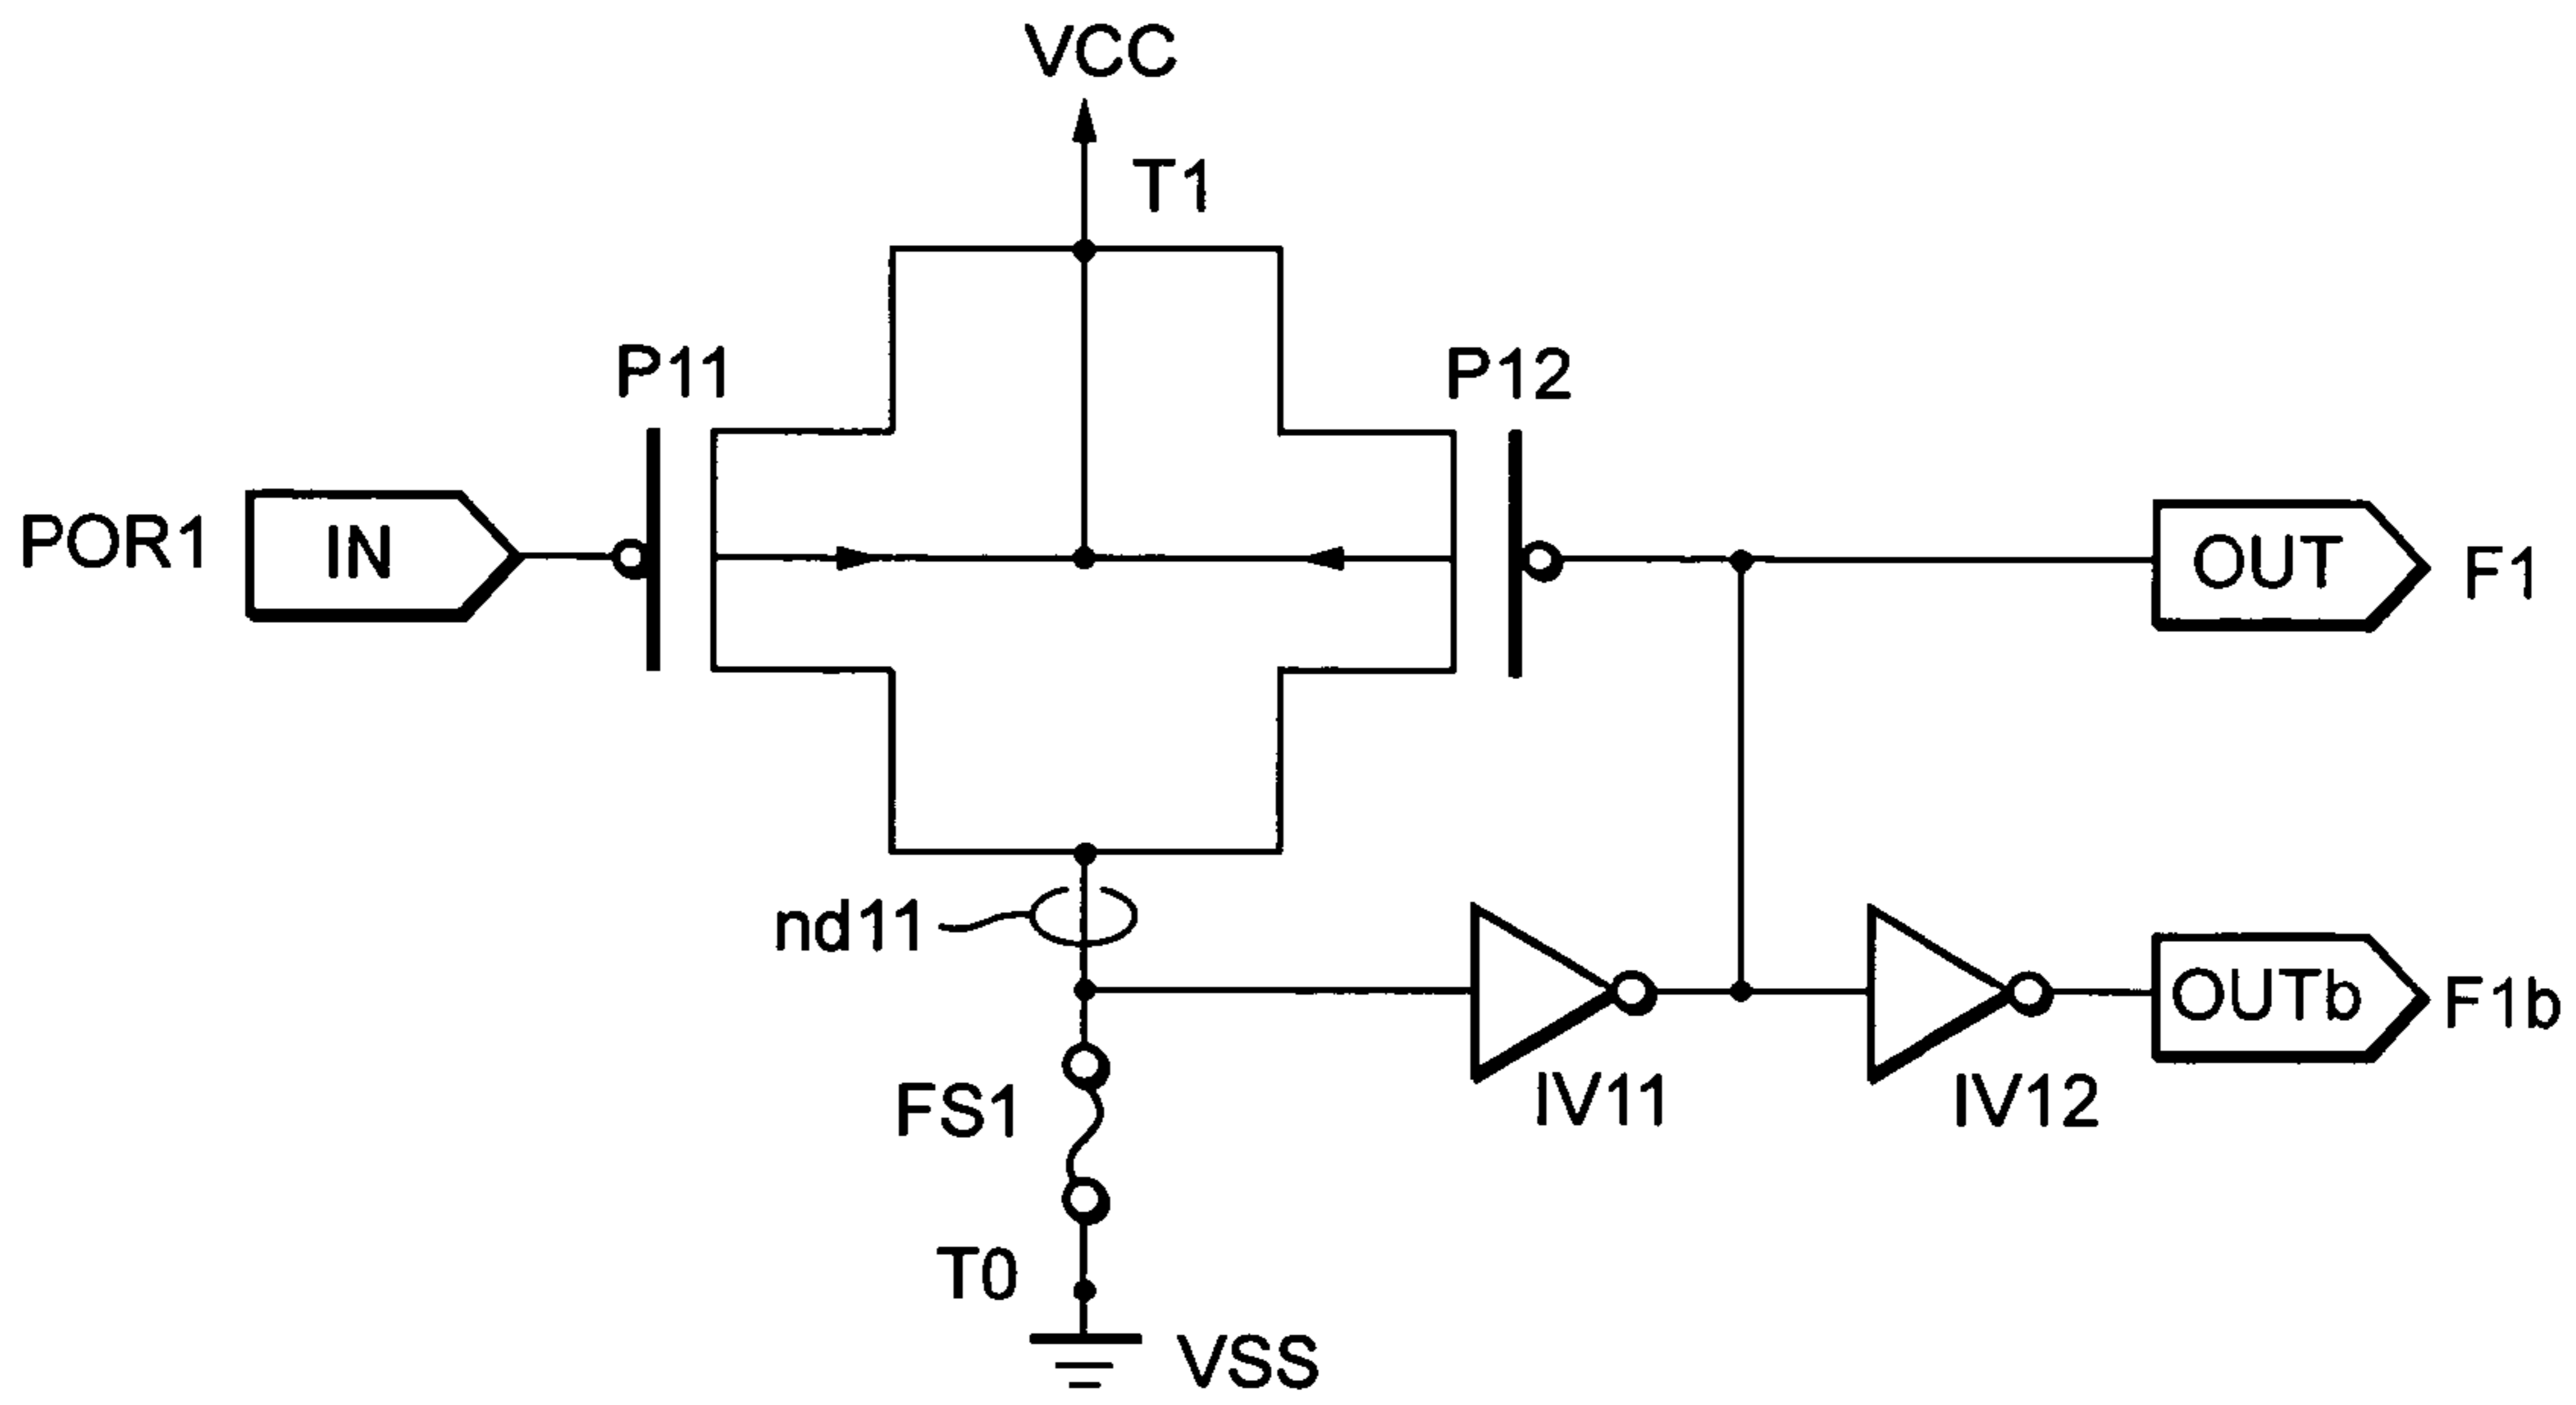 VCC
T1
P11
P12
POR1
IN
OUT
F1
nd11
OUTb
F1b
FS1
IV11
IV12
T0
VSS